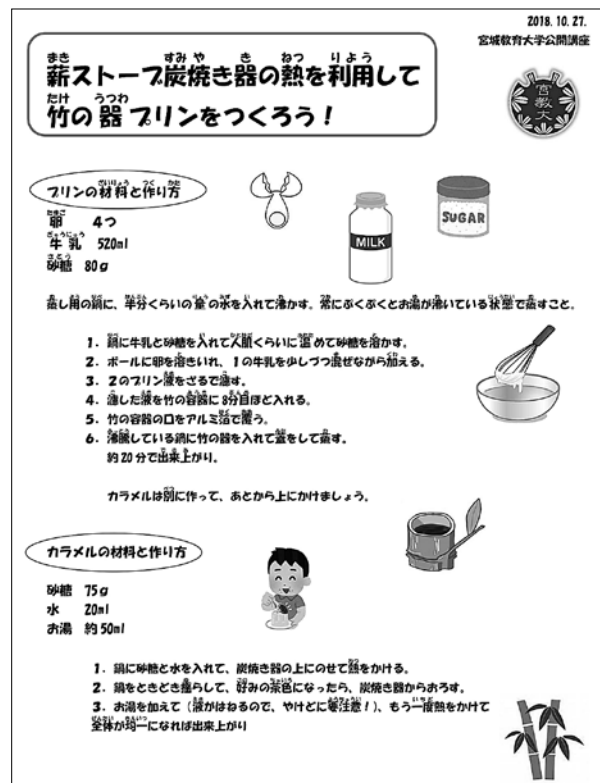 2018. 10. 27.
宮城教育大学公開講座
薪ストーブ炭焼き器の熱を利用して
竹の器プリンをつくろう！
宮教大
プリンの材料と作り方
卵 4つ
牛乳 520ml
砂糖 80g
SUGAR
MILK
蒸し用の鍋に、半分くらいの量の水を入れて沸かす。常にぷくぷくとお湯が沸いている状態で蒸すこと。
1. 鍋に牛乳と砂糖を入れて人肌くらいに温めて砂糖を溶かす。
2. ボールに卵を溶きいれ、1の牛乳を少しづつ混ぜながら加える。
3. 2のプリン液をざるで濾す。
4. 濾した液を竹の容器に8分目ほど入れる。
5. 竹の容器の口をアルミ箔で覆う。
6. 沸騰している鍋に竹の器を入れて蓋をして蒸す。
約20分で出来上がり。
カラメルは別に作って、あとから上にかけましょう。
カラメルの材料と作り方
砂糖 75g
水 20ml
お湯 約50ml
1. 鍋に砂糖と水を入れて、炭焼き器の上にのせて熱をかける。
2. 鍋をときどき揺らして、好みの茶色になったら、炭焼き器からおろす。
3. お湯を加えて（液がはねるので、やけどに要注意！）、もう一度熱をかけて
全体が均一になれば出来上がり